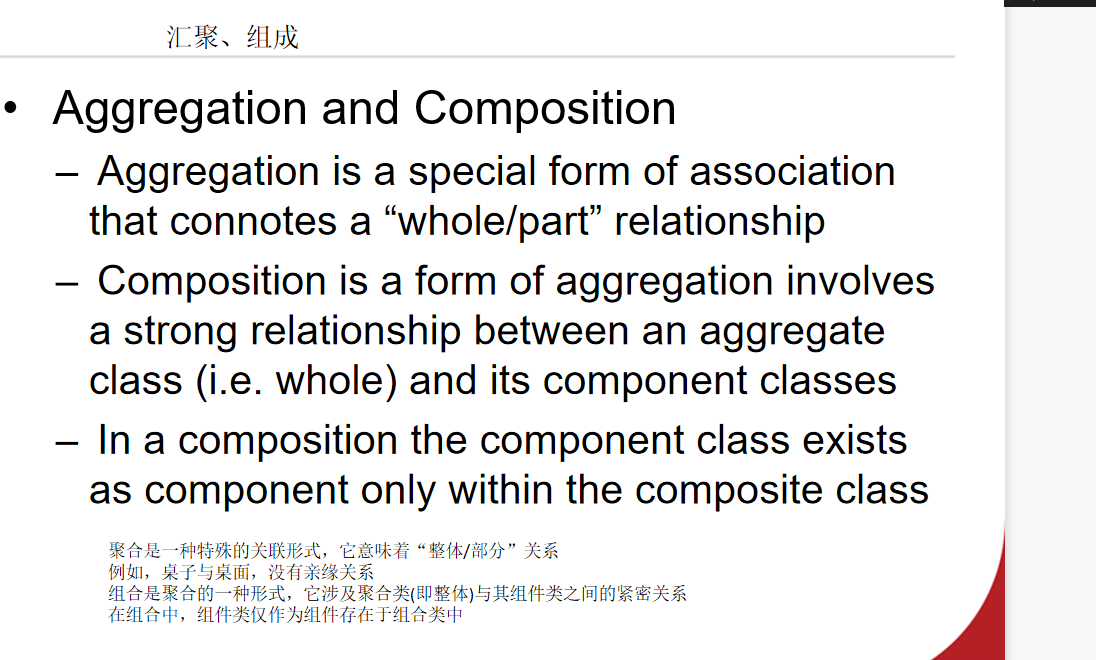 汇聚、组成
• Aggregation and Composition
– Aggregation is a special form of association
that connotes a “whole/part” relationship
– Composition is a form of aggregation involves
a strong relationship between an aggregate
class (i.e. whole) and its component classes
– In a composition the component class exists
as component only within the composite class
聚合是一种特殊的关联形式，它意味着“整体/部分”关系
例如，桌子与桌面，没有亲缘关系
组合是聚合的一种形式，它涉及聚合类(即整体)与其组件类之间的紧密关系
在组合中，组件类仅作为组件存在于组合类中